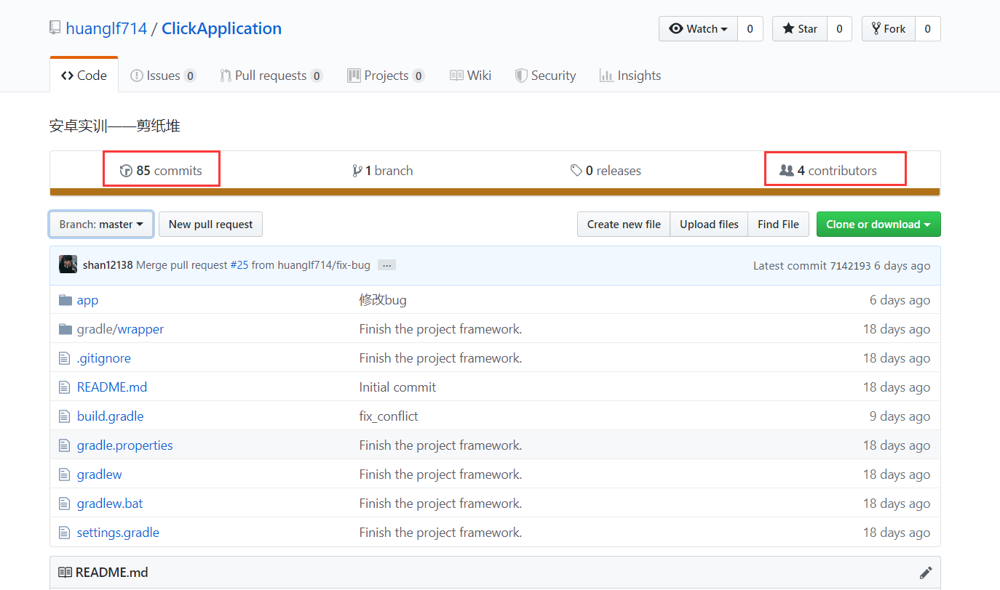 huanglf714 / ClickApplication Watch 0 Star 0 Fork 0
Code Issues 0 Pull requests 0 Projects 0 Wiki Security Insights
安卓实训——剪纸堆
85 commits 1 branch 0 releases 4 contributors
Branch: master New pull request Create new file Upload files Find File Clone or download
shan12138 Merge pull request #25 from huanglf714/fix-bug ... Latest commit 7142193 6 days ago
app 修改bug 6 days ago
gradle/wrapper Finish the project framework. 18 days ago
.gitignore Finish the project framework. 18 days ago
README.md Initial commit 18 days ago
build.gradle fix_conflict 9 days ago
gradle.properties Finish the project framework. 18 days ago
gradlew Finish the project framework. 18 days ago
gradlew.bat Finish the project framework. 18 days ago
settings.gradle Finish the project framework. 18 days ago
README.md